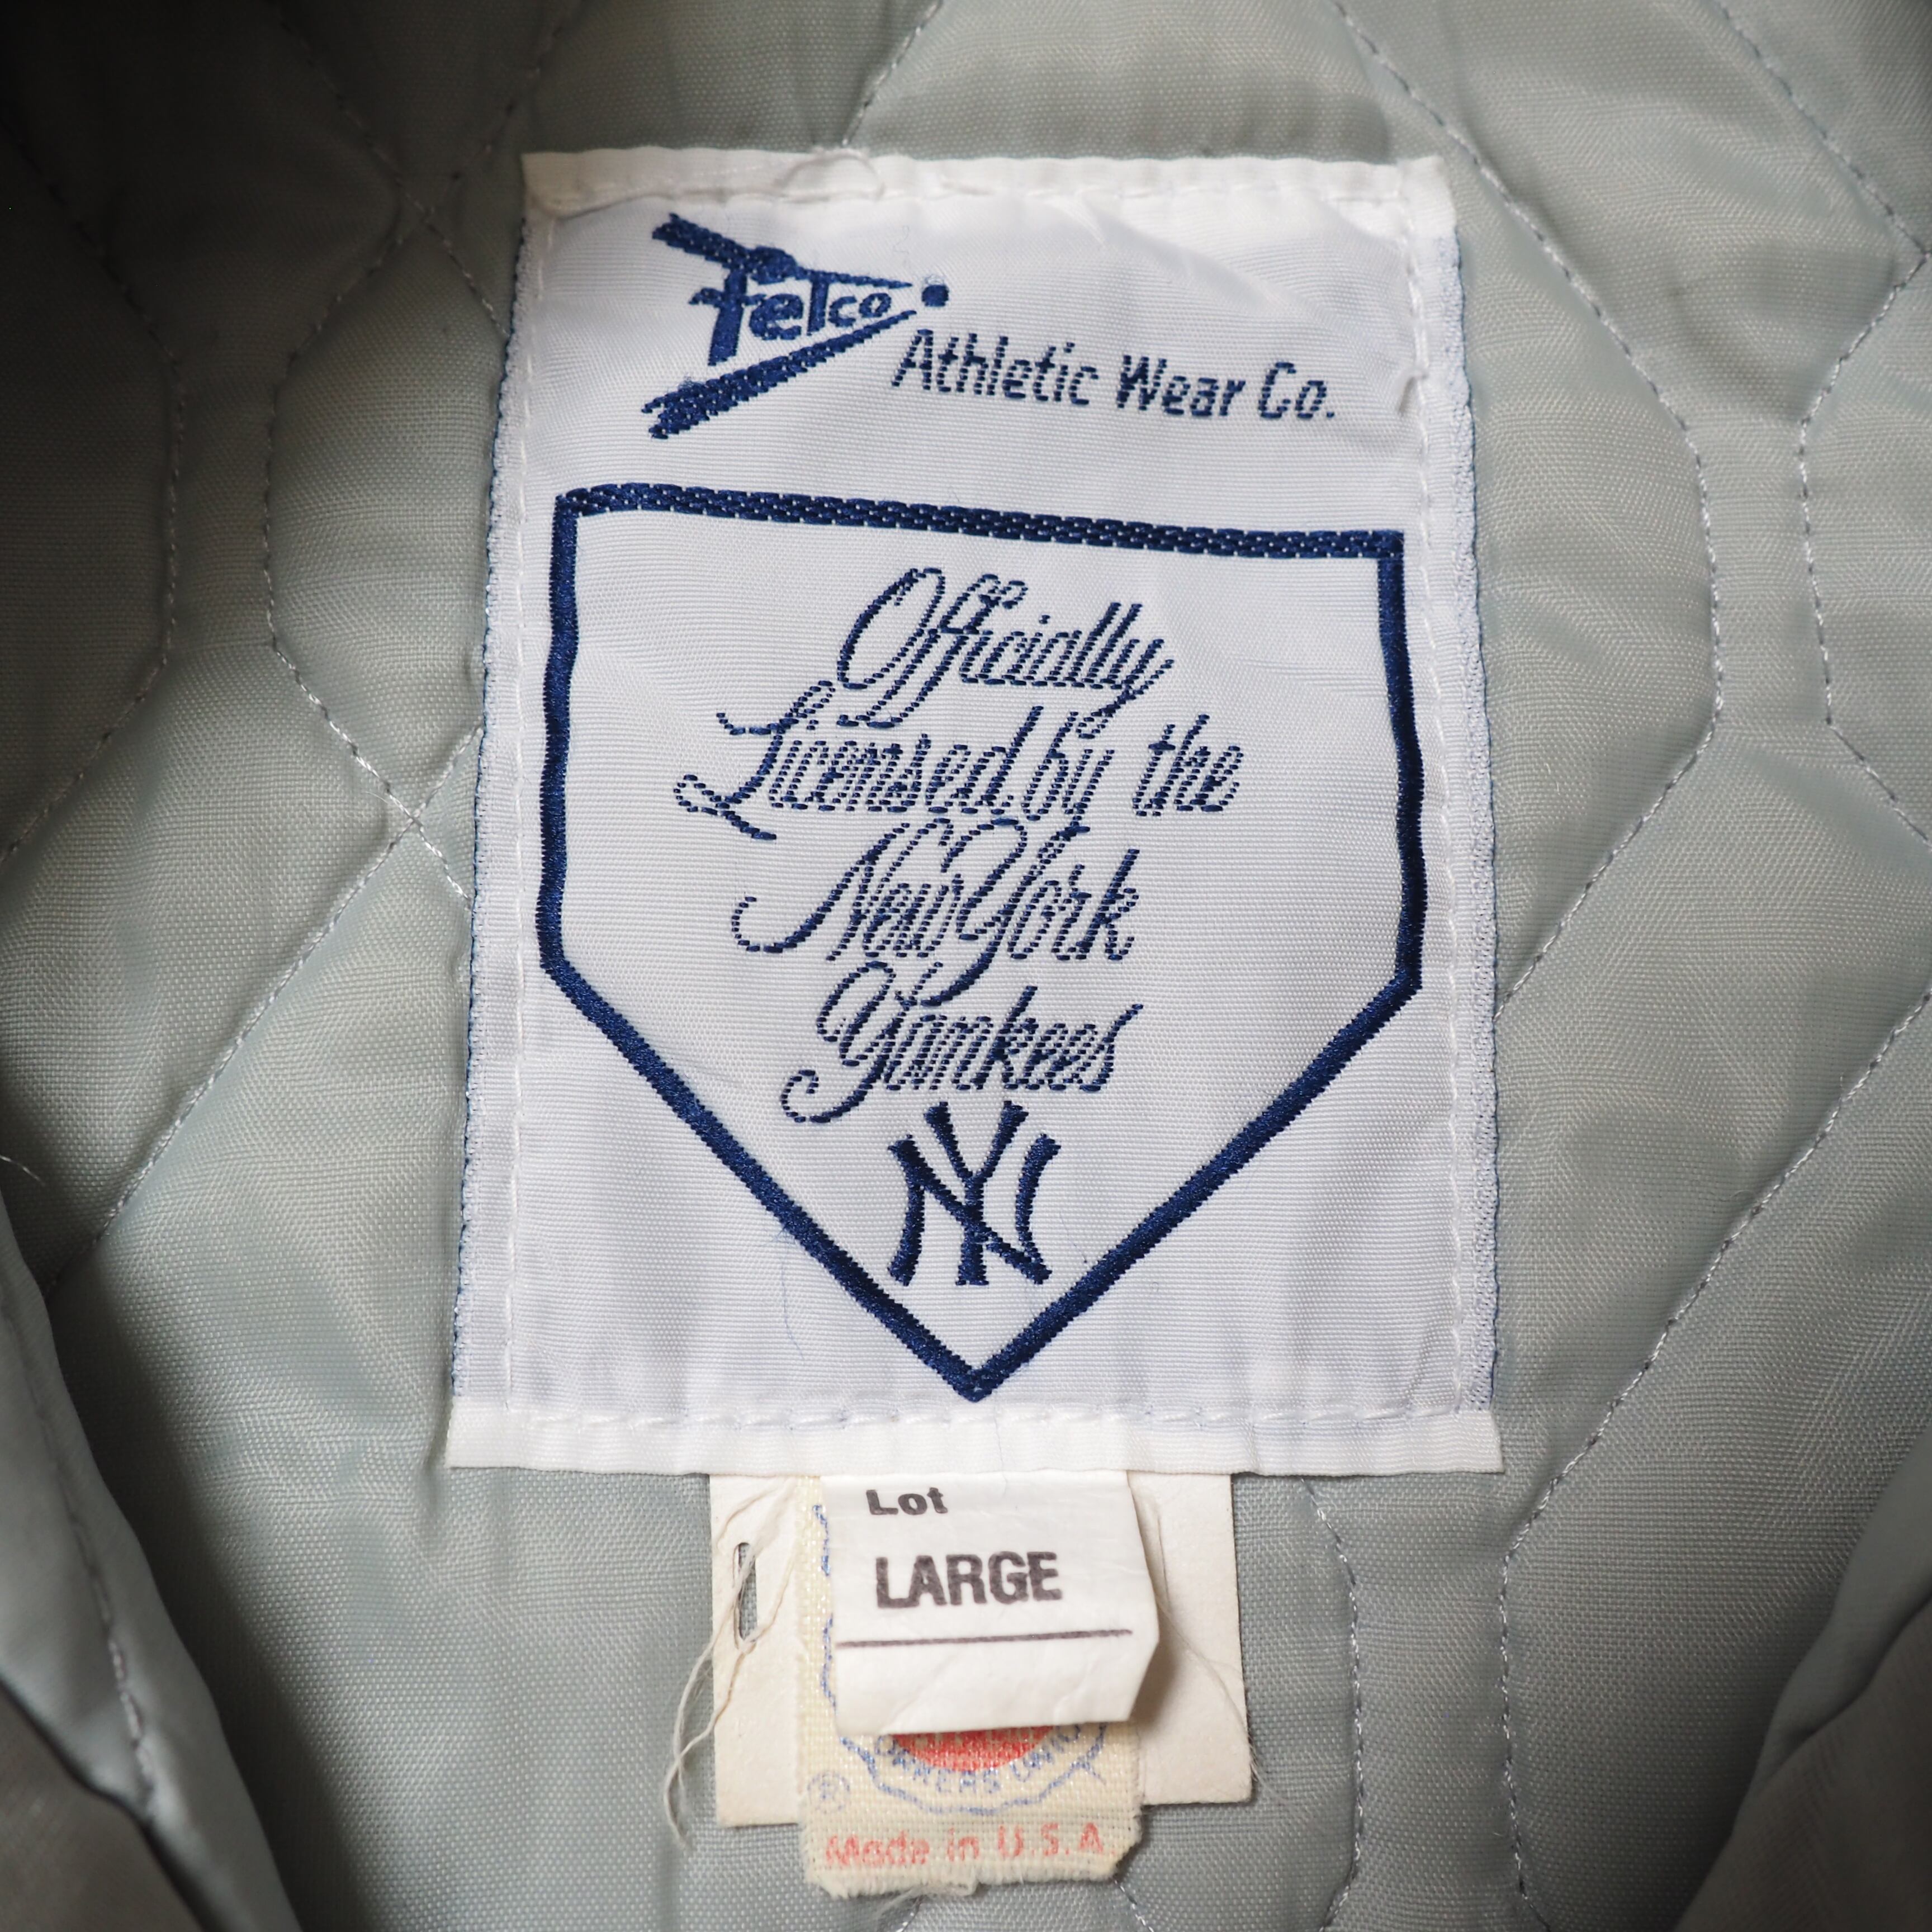 Felco
Athletic Wear Co.
Officially
Licensed by the
New York
Yankees
NY
Lot
LARGE
®
Made in U.S.A